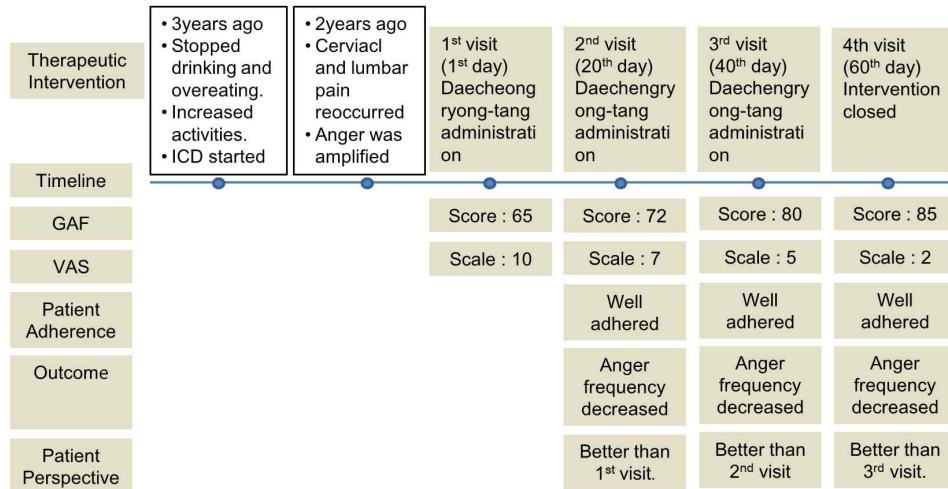 Therapeutic
Intervention
• 3years ago
• Stopped
drinking and
overeating.
• Increased
activities.
• ICD started
• 2years ago
• Cerviacl
and lumbar
pain
reoccurred
• Anger was
amplified
1st visit
(1st day)
Daecheong
ryong-tang
administrati
on
2nd visit
(20th day)
Daechengry
ong-tang
administrati
on
3rd visit
(40th day)
Daechengry
ong-tang
administrati
on
4th visit
(60th day)
Intervention
closed
Timeline
GAF
Score : 65
Score : 72
Score : 80
Score : 85
VAS
Scale : 10
Scale : 7
Scale : 5
Scale : 2
Patient
Adherence
Well
adhered
Well
adhered
Well
adhered
Outcome
Anger
frequency
decreased
Anger
frequency
decreased
Anger
frequency
decreased
Patient
Perspective
Better than
1st visit.
Better than
2nd visit
Better than
3rd visit.